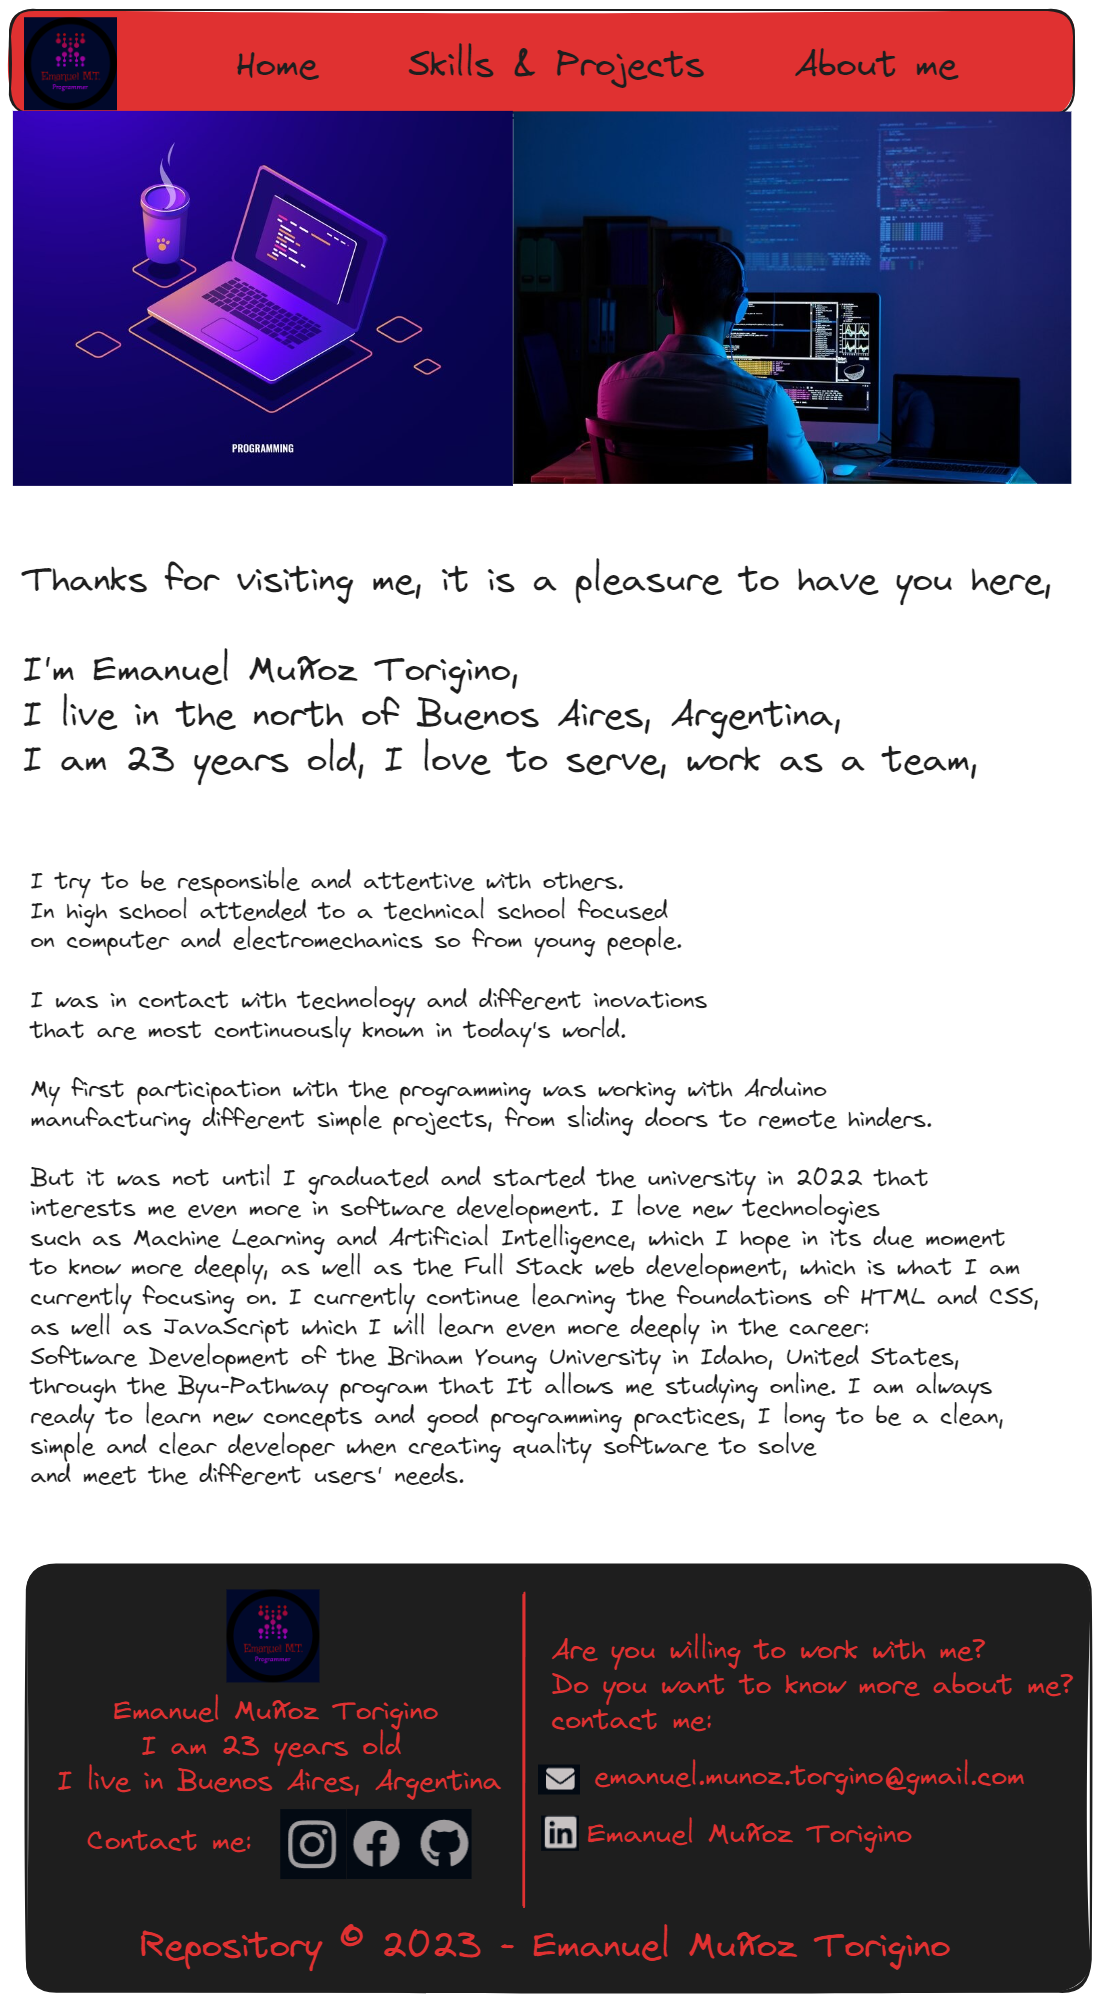 Emanuel M.T.
Programmer
Home
Skills & Projects
About me
PROGRAMMING
Thanks for visiting me, it is a pleasure to have you here,
I'm Emanuel Muñoz Torigino,
I live in the north of Buenos Aires, Argentina,
I am 23 years old, I love to serve, work as a team,
I try to be responsible and attentive with others.
In high school attended to a technical school focused
on computer and electromechanics so from young people.
I was in contact with technology and different inovations
that are most continuously known in today's world.
My first participation with the programming was working with Arduino
manufacturing different simple projects, from sliding doors to remote hinders.
But it was not until I graduated and started the university in 2022 that
interests me even more in software development. I love new technologies
such as Machine Learning and Artificial Intelligence, which I hope in its due moment
to know more deeply, as well as the Full Stack web development, which is what I am
currently focusing on. I currently continue learning the foundations of HTML and CSS,
as well as JavaScript which I will learn even more deeply in the career:
Software Development of the Briham Young University in Idaho, United States,
through the Byu-Pathway program that It allows me studying online. I am always
ready to learn new concepts and good programming practices, I long to be a clean,
simple and clear developer when creating quality software to solve
and meet the different users' needs.
Emanuel M.T.
Programmer
Emanuel Muñoz Torigino
I am 23 years old
I live in Buenos Aires, Argentina
Contact me:
Are you willing to work with me?
Do you want to know more about me?
contact me:
emanuel.munoz.torgino@gmail.com
in Emanuel Muñoz Torigino
Repository © 2023 - Emanuel Muñoz Torigino